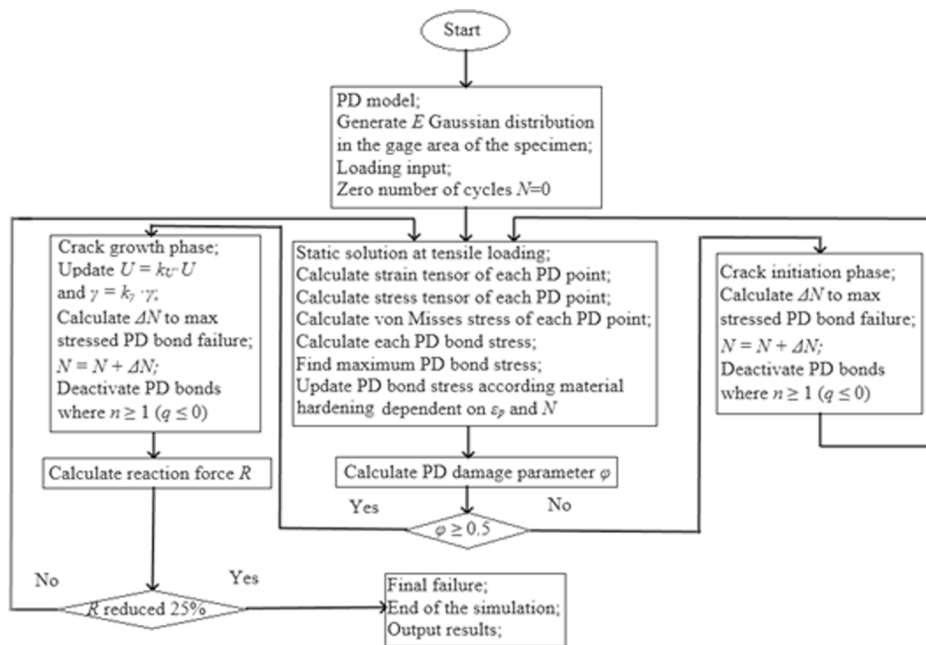 Start
PD model;
Generate E Gaussian distribution
in the gage area of the specimen;
Loading input;
Zero number of cycles N=0
Crack growth phase;
Update U = k_U· U
and γ = k_γ ·γ;
Calculate ΔN to max
stressed PD bond failure;
N = N + ΔN;
Deactivate PD bonds
where n ≥ 1 (q ≤ 0)
Static solution at tensile loading;
Calculate strain tensor of each PD point;
Calculate stress tensor of each PD point;
Calculate von Misses stress of each PD point;
Calculate each PD bond stress;
Find maximum PD bond stress;
Update PD bond stress according material
hardening dependent on ε_p and N
Crack initiation phase;
Calculate ΔN to max
stressed PD bond failure;
N = N + ΔN;
Deactivate PD bonds
where n ≥ 1 (q ≤ 0)
Calculate reaction force R
Calculate PD damage parameter φ
Yes
No
φ ≥ 0.5
No
Yes
R reduced 25%
Final failure;
End of the simulation;
Output results;